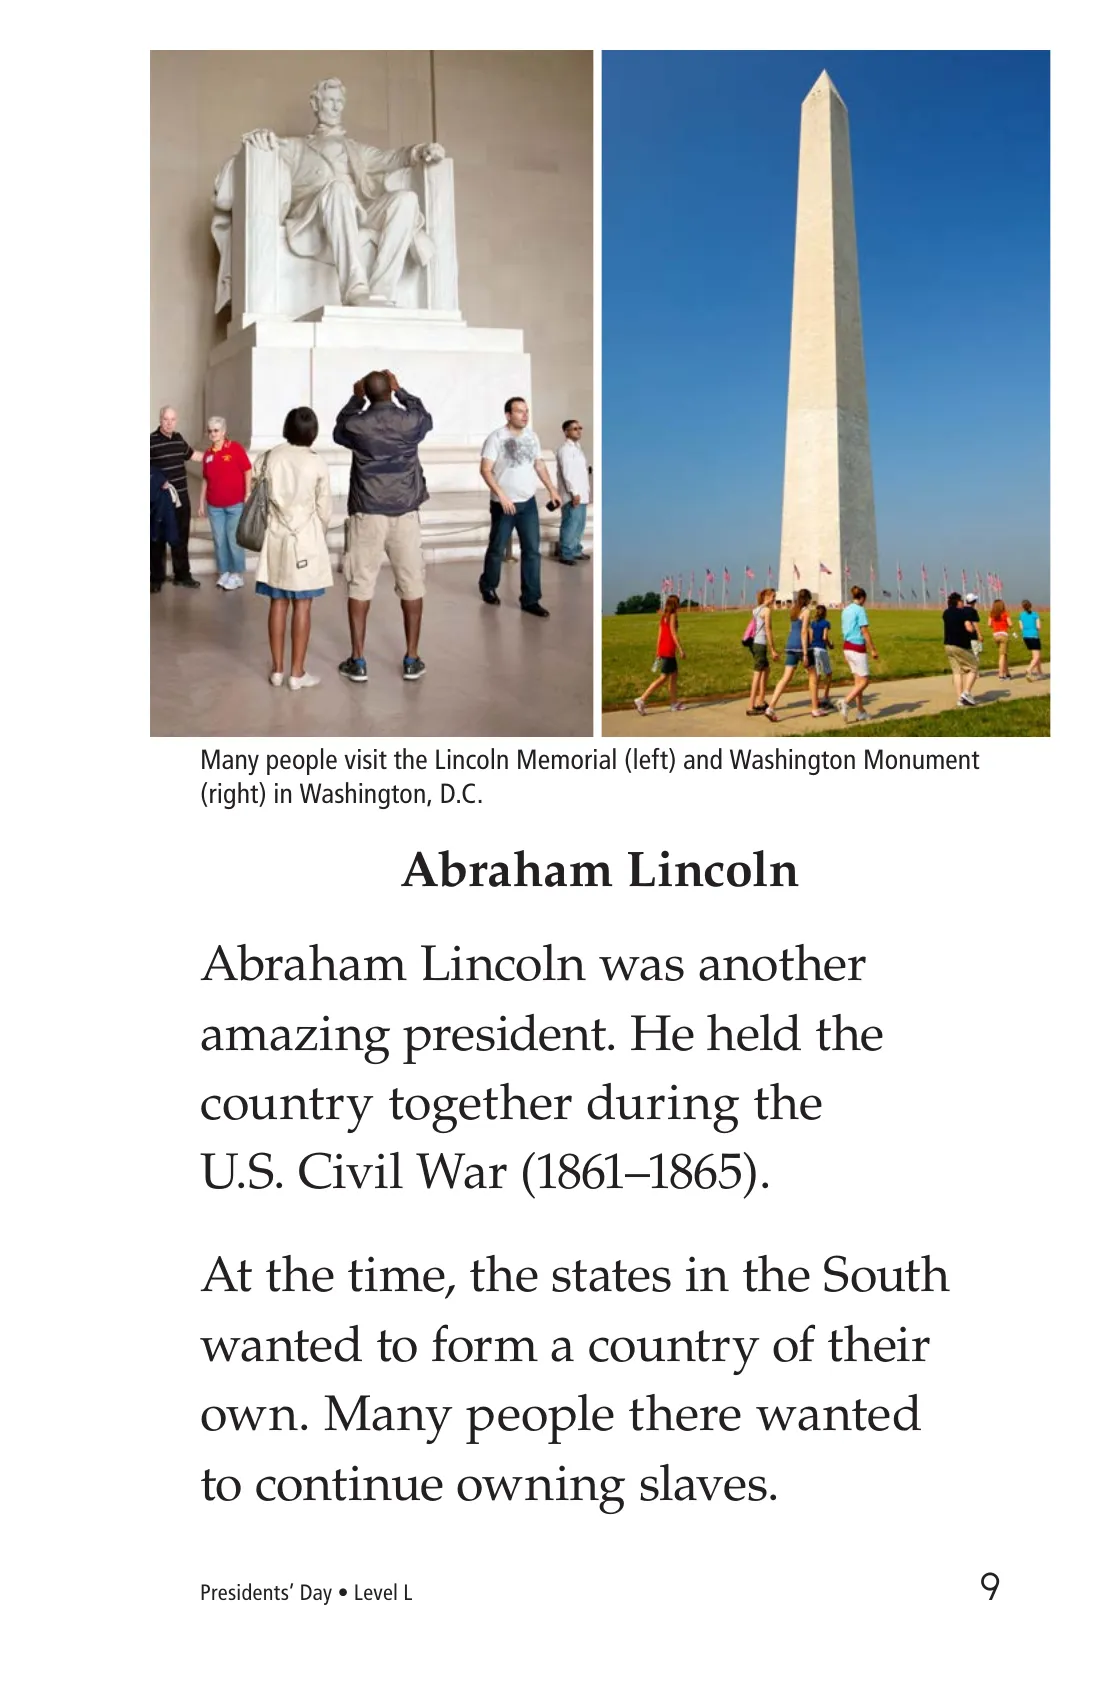 Many people visit the Lincoln Memorial (left) and Washington Monument
(right) in Washington, D.C.
Abraham Lincoln
Abraham Lincoln was another
amazing president. He held the
country together during the
U.S. Civil War (1861–1865).
At the time, the states in the South
wanted to form a country of their
own. Many people there wanted
to continue owning slaves.
Presidents’ Day • Level L
9